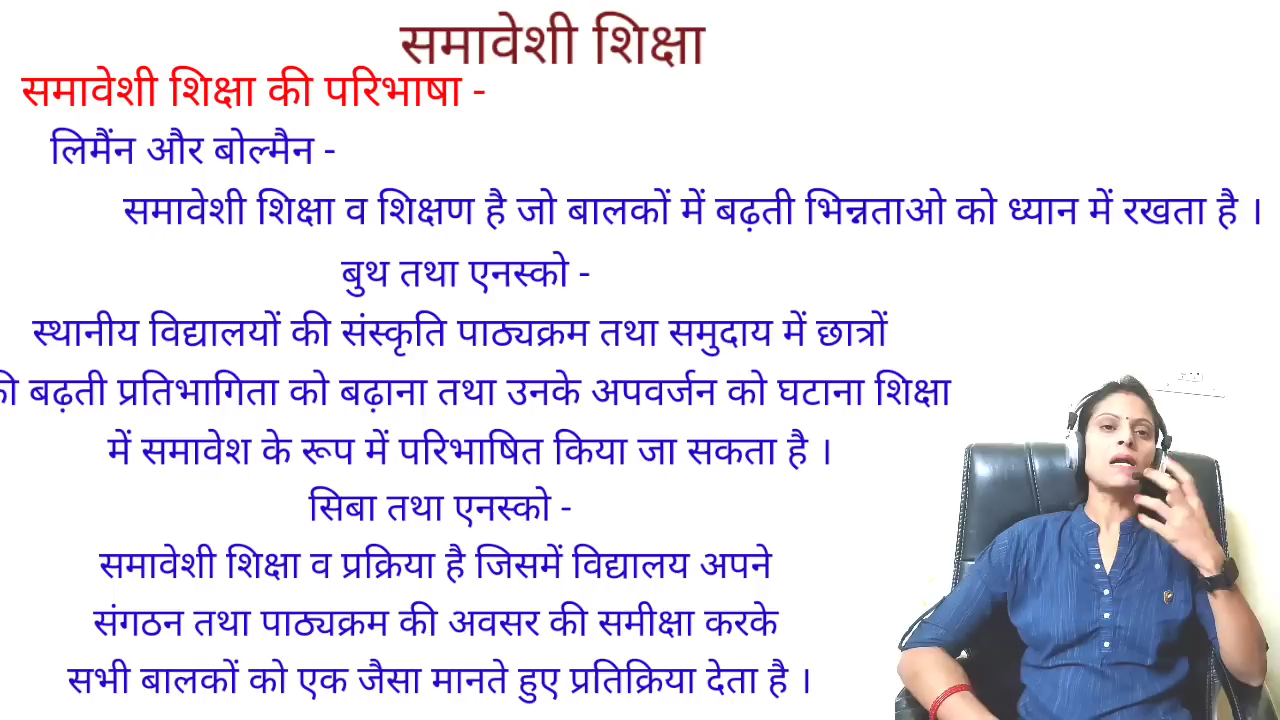 समावेशी शिक्षा
समावेशी शिक्षा की परिभाषा -
लिमैंन और बोल्मैन -
समावेशी शिक्षा व शिक्षण है जो बालकों में बढ़ती भिन्नताओ को ध्यान में रखता है ।
बुथ तथा एनस्को -
स्थानीय विद्यालयों की संस्कृति पाठ्यक्रम तथा समुदाय में छात्रों
बढ़ती प्रतिभागिता को बढ़ाना तथा उनके अपवर्जन को घटाना शिक्षा
में समावेश के रूप में परिभाषित किया जा सकता है ।
सिबा तथा एनस्को -
समावेशी शिक्षा व प्रक्रिया है जिसमें विद्यालय अपने
संगठन तथा पाठ्यक्रम की अवसर की समीक्षा करके
सभी बालकों को एक जैसा मानते हुए प्रतिक्रिया देता है ।